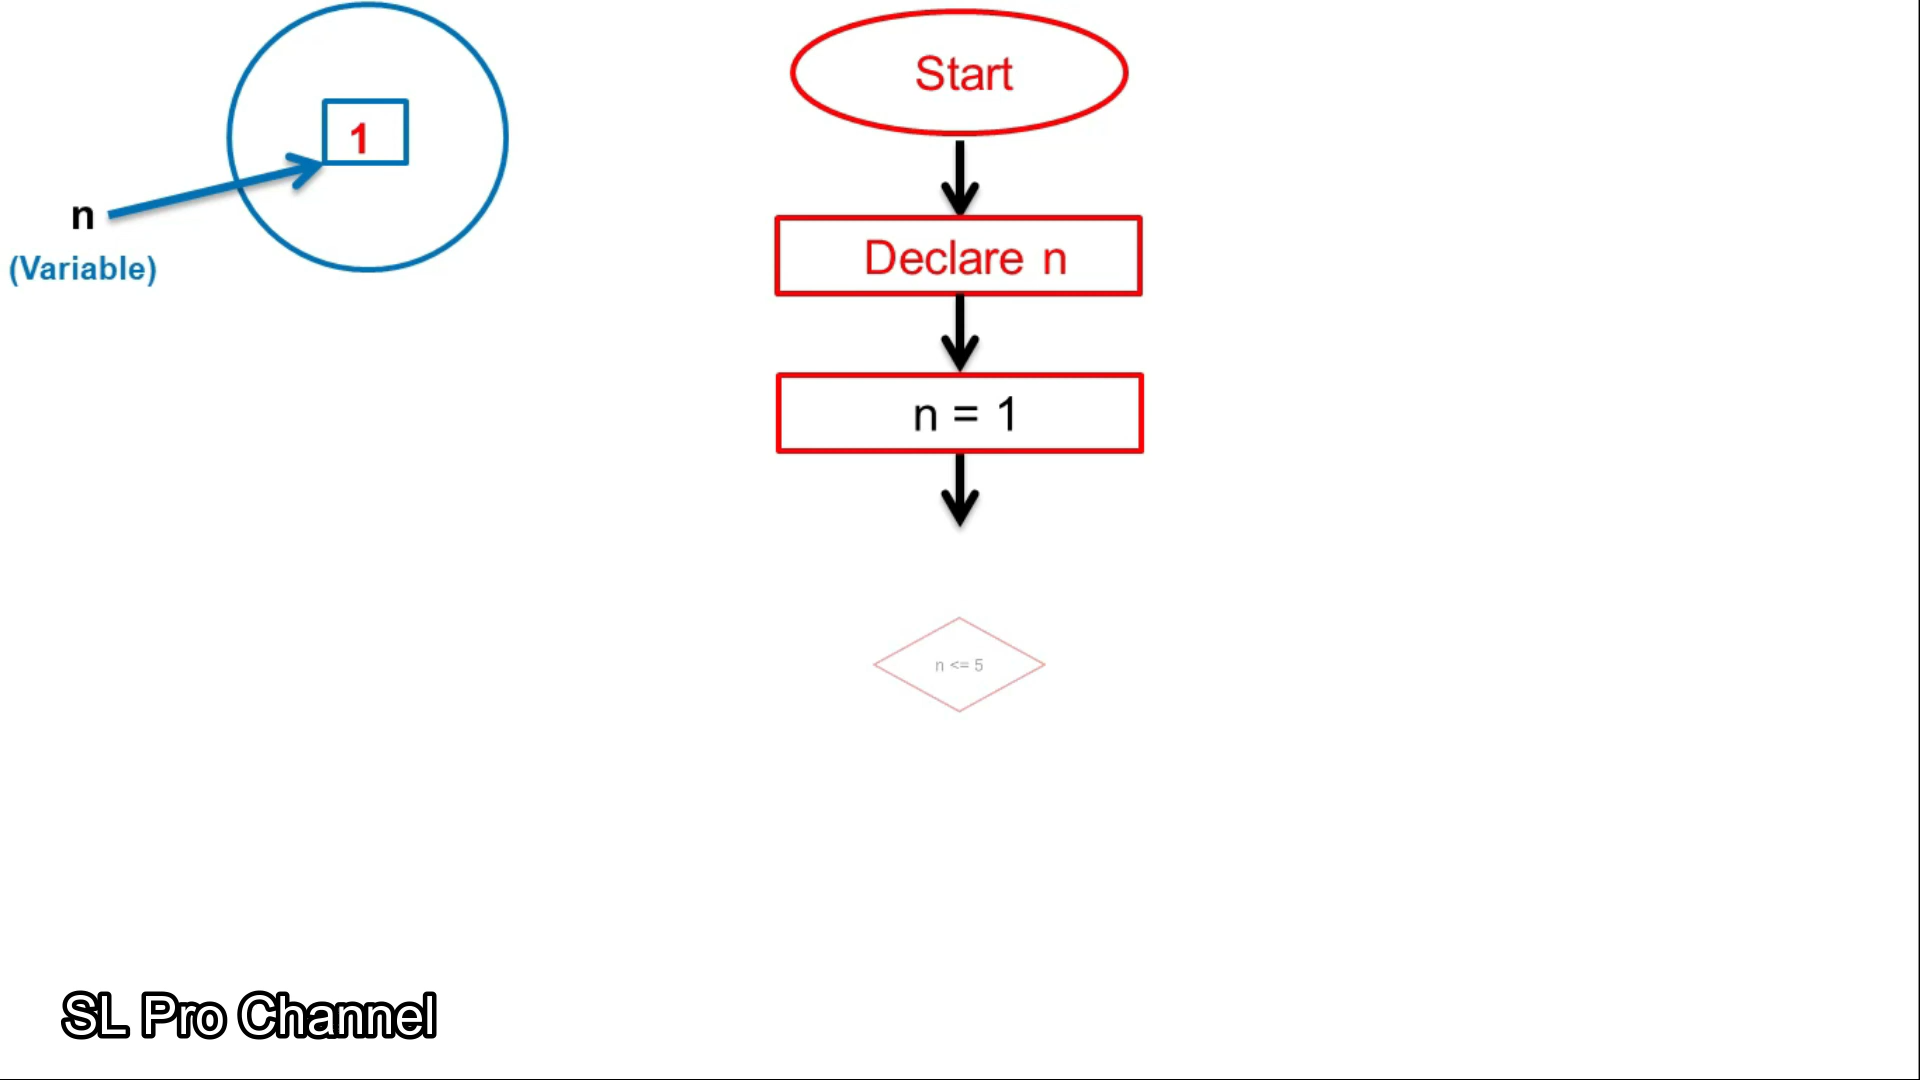 Start
1
n
(Variable)
Declare n
n = 1
n <= 5
SL Pro Channel